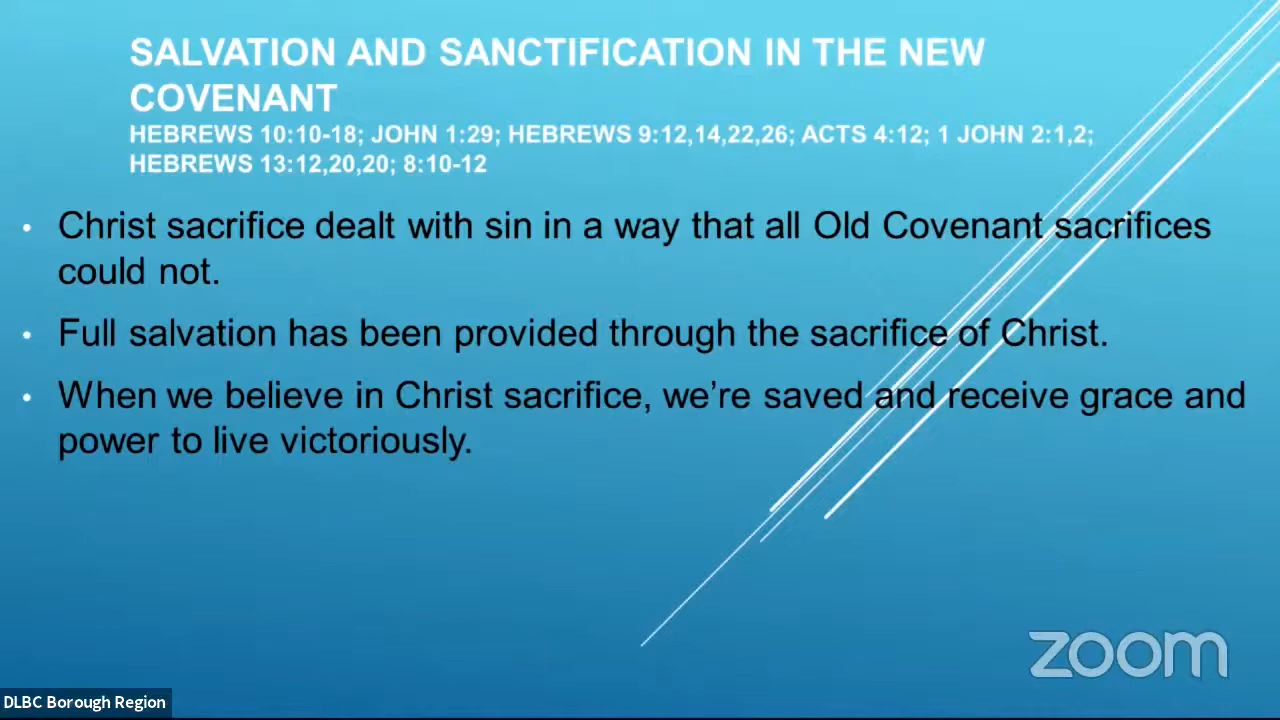 SALVATION AND SANCTIFICATION IN THE NEW
COVENANT
HEBREWS 10:10-18; JOHN 1:29; HEBREWS 9:12,14,22,26; ACTS 4:12; 1 JOHN 2:1,2;
HEBREWS 13:12,20,20; 8:10-12
• Christ sacrifice dealt with sin in a way that all Old Covenant sacrifices
could not.
• Full salvation has been provided through the sacrifice of Christ.
• When we believe in Christ sacrifice, we’re saved and receive grace and
power to live victoriously.
zoom
DLBC Borough Region